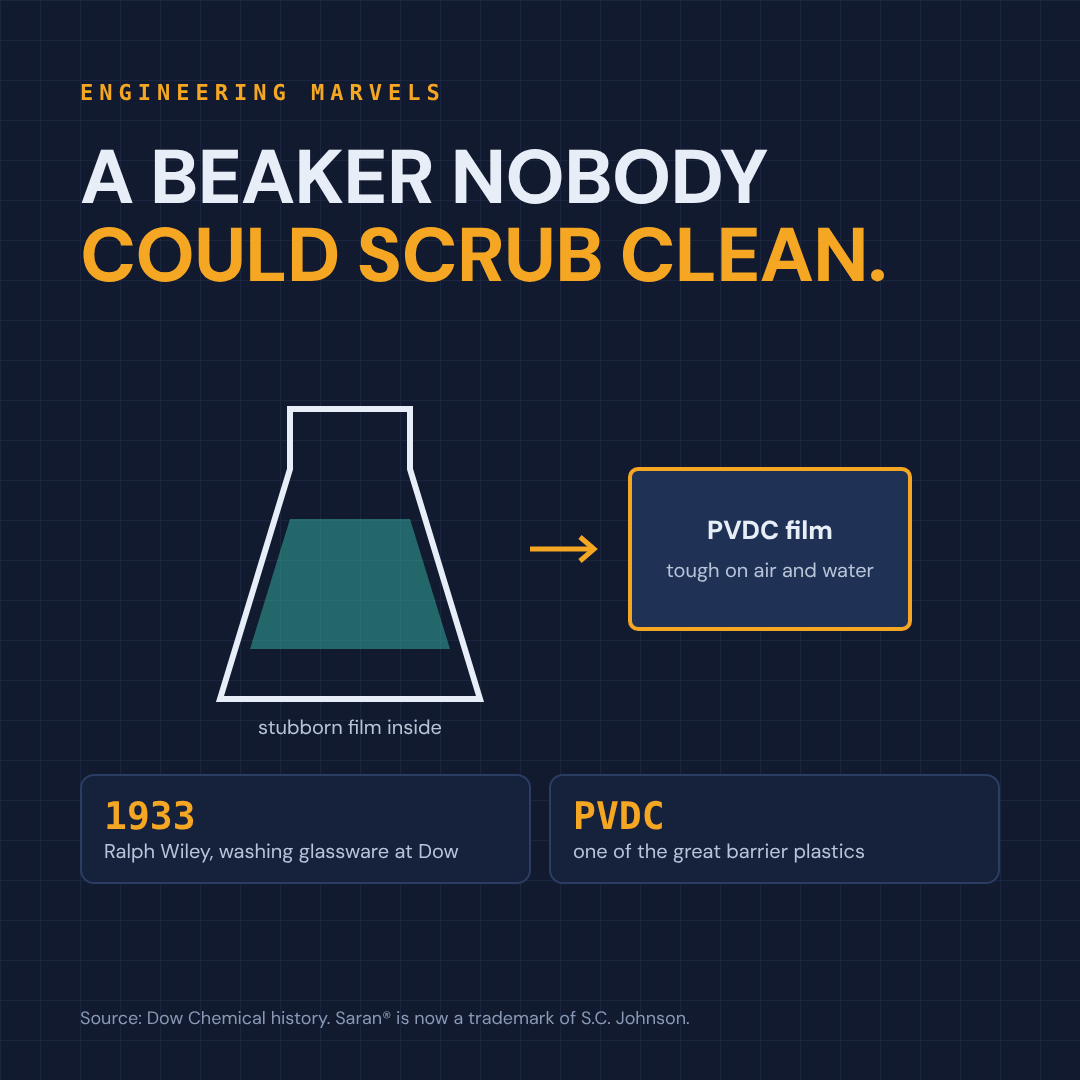 ENGINEERING MARVELS
A BEAKER NOBODY
COULD SCRUB CLEAN.
PVDC film
tough on air and water
stubborn film inside
1933
Ralph Wiley, washing glassware at Dow
PVDC
one of the great barrier plastics
Source: Dow Chemical history. Saran® is now a trademark of S.C. Johnson.